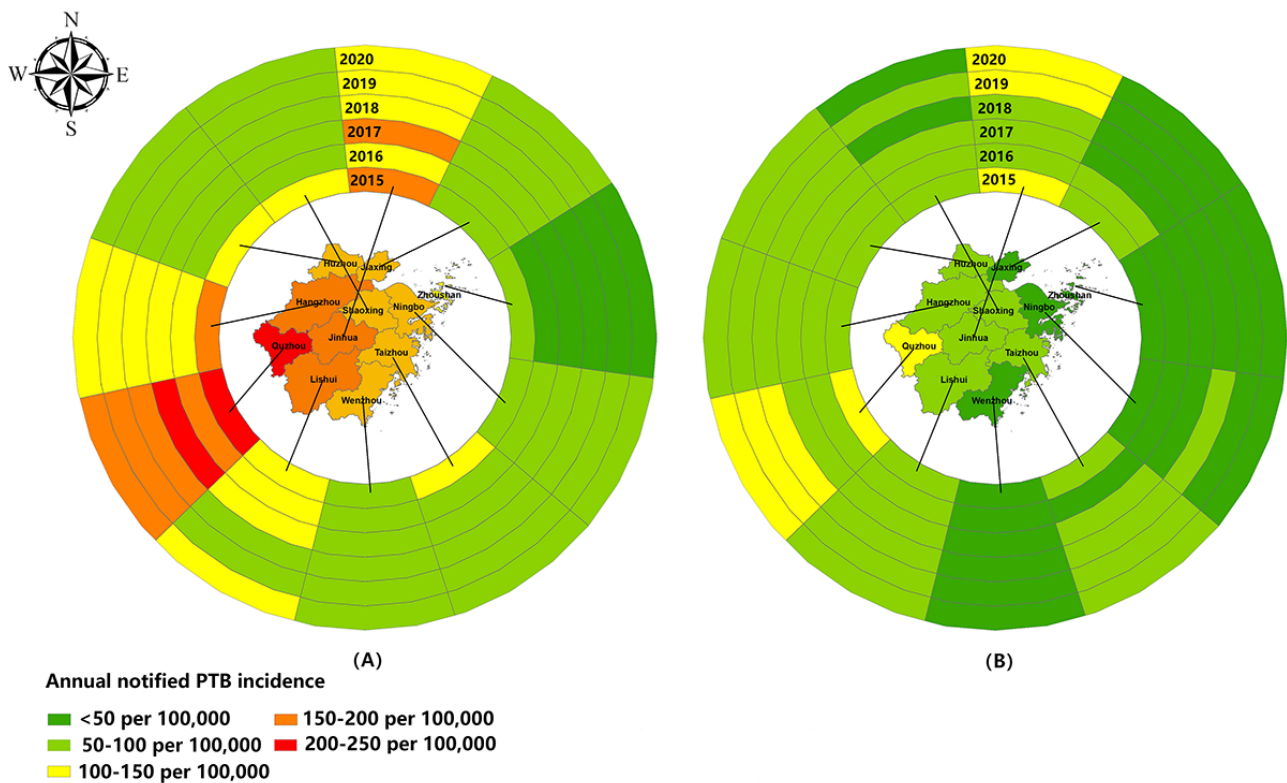 N
W E
S
2020
2019
2018
2017
2016
2015
Huzhou
Jiaxing
Hangzhou
Shaoxing
Ningbo
Zhoushan
Quzhou
Jinhua
Taizhou
Lishui
Wenzhou
(A)
2020
2019
2018
2017
2016
2015
Huzhou
Jiaxing
Hangzhou
Shaoxing
Ningbo
Zhoushan
Quzhou
Jinhua
Taizhou
Lishui
Wenzhou
(B)
Annual notified PTB incidence
<50 per 100,000
150-200 per 100,000
50-100 per 100,000
200-250 per 100,000
100-150 per 100,000